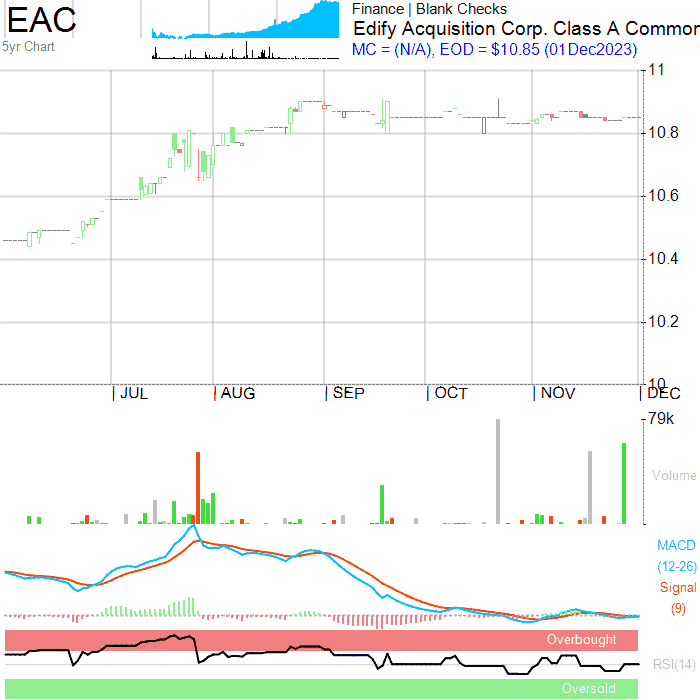 EAC
5yr Chart
Finance | Blank Checks
Edify Acquisition Corp. Class A Common
MC = (N/A), EOD = $10.85 (01Dec2023)
11
10.8
10.6
10.4
10.2
10
| JUL | AUG | SEP | OCT | NOV | DEC
79k
Volume
MACD
(12-26)
Signal
(9)
Overbought
RSI(14)
Oversold